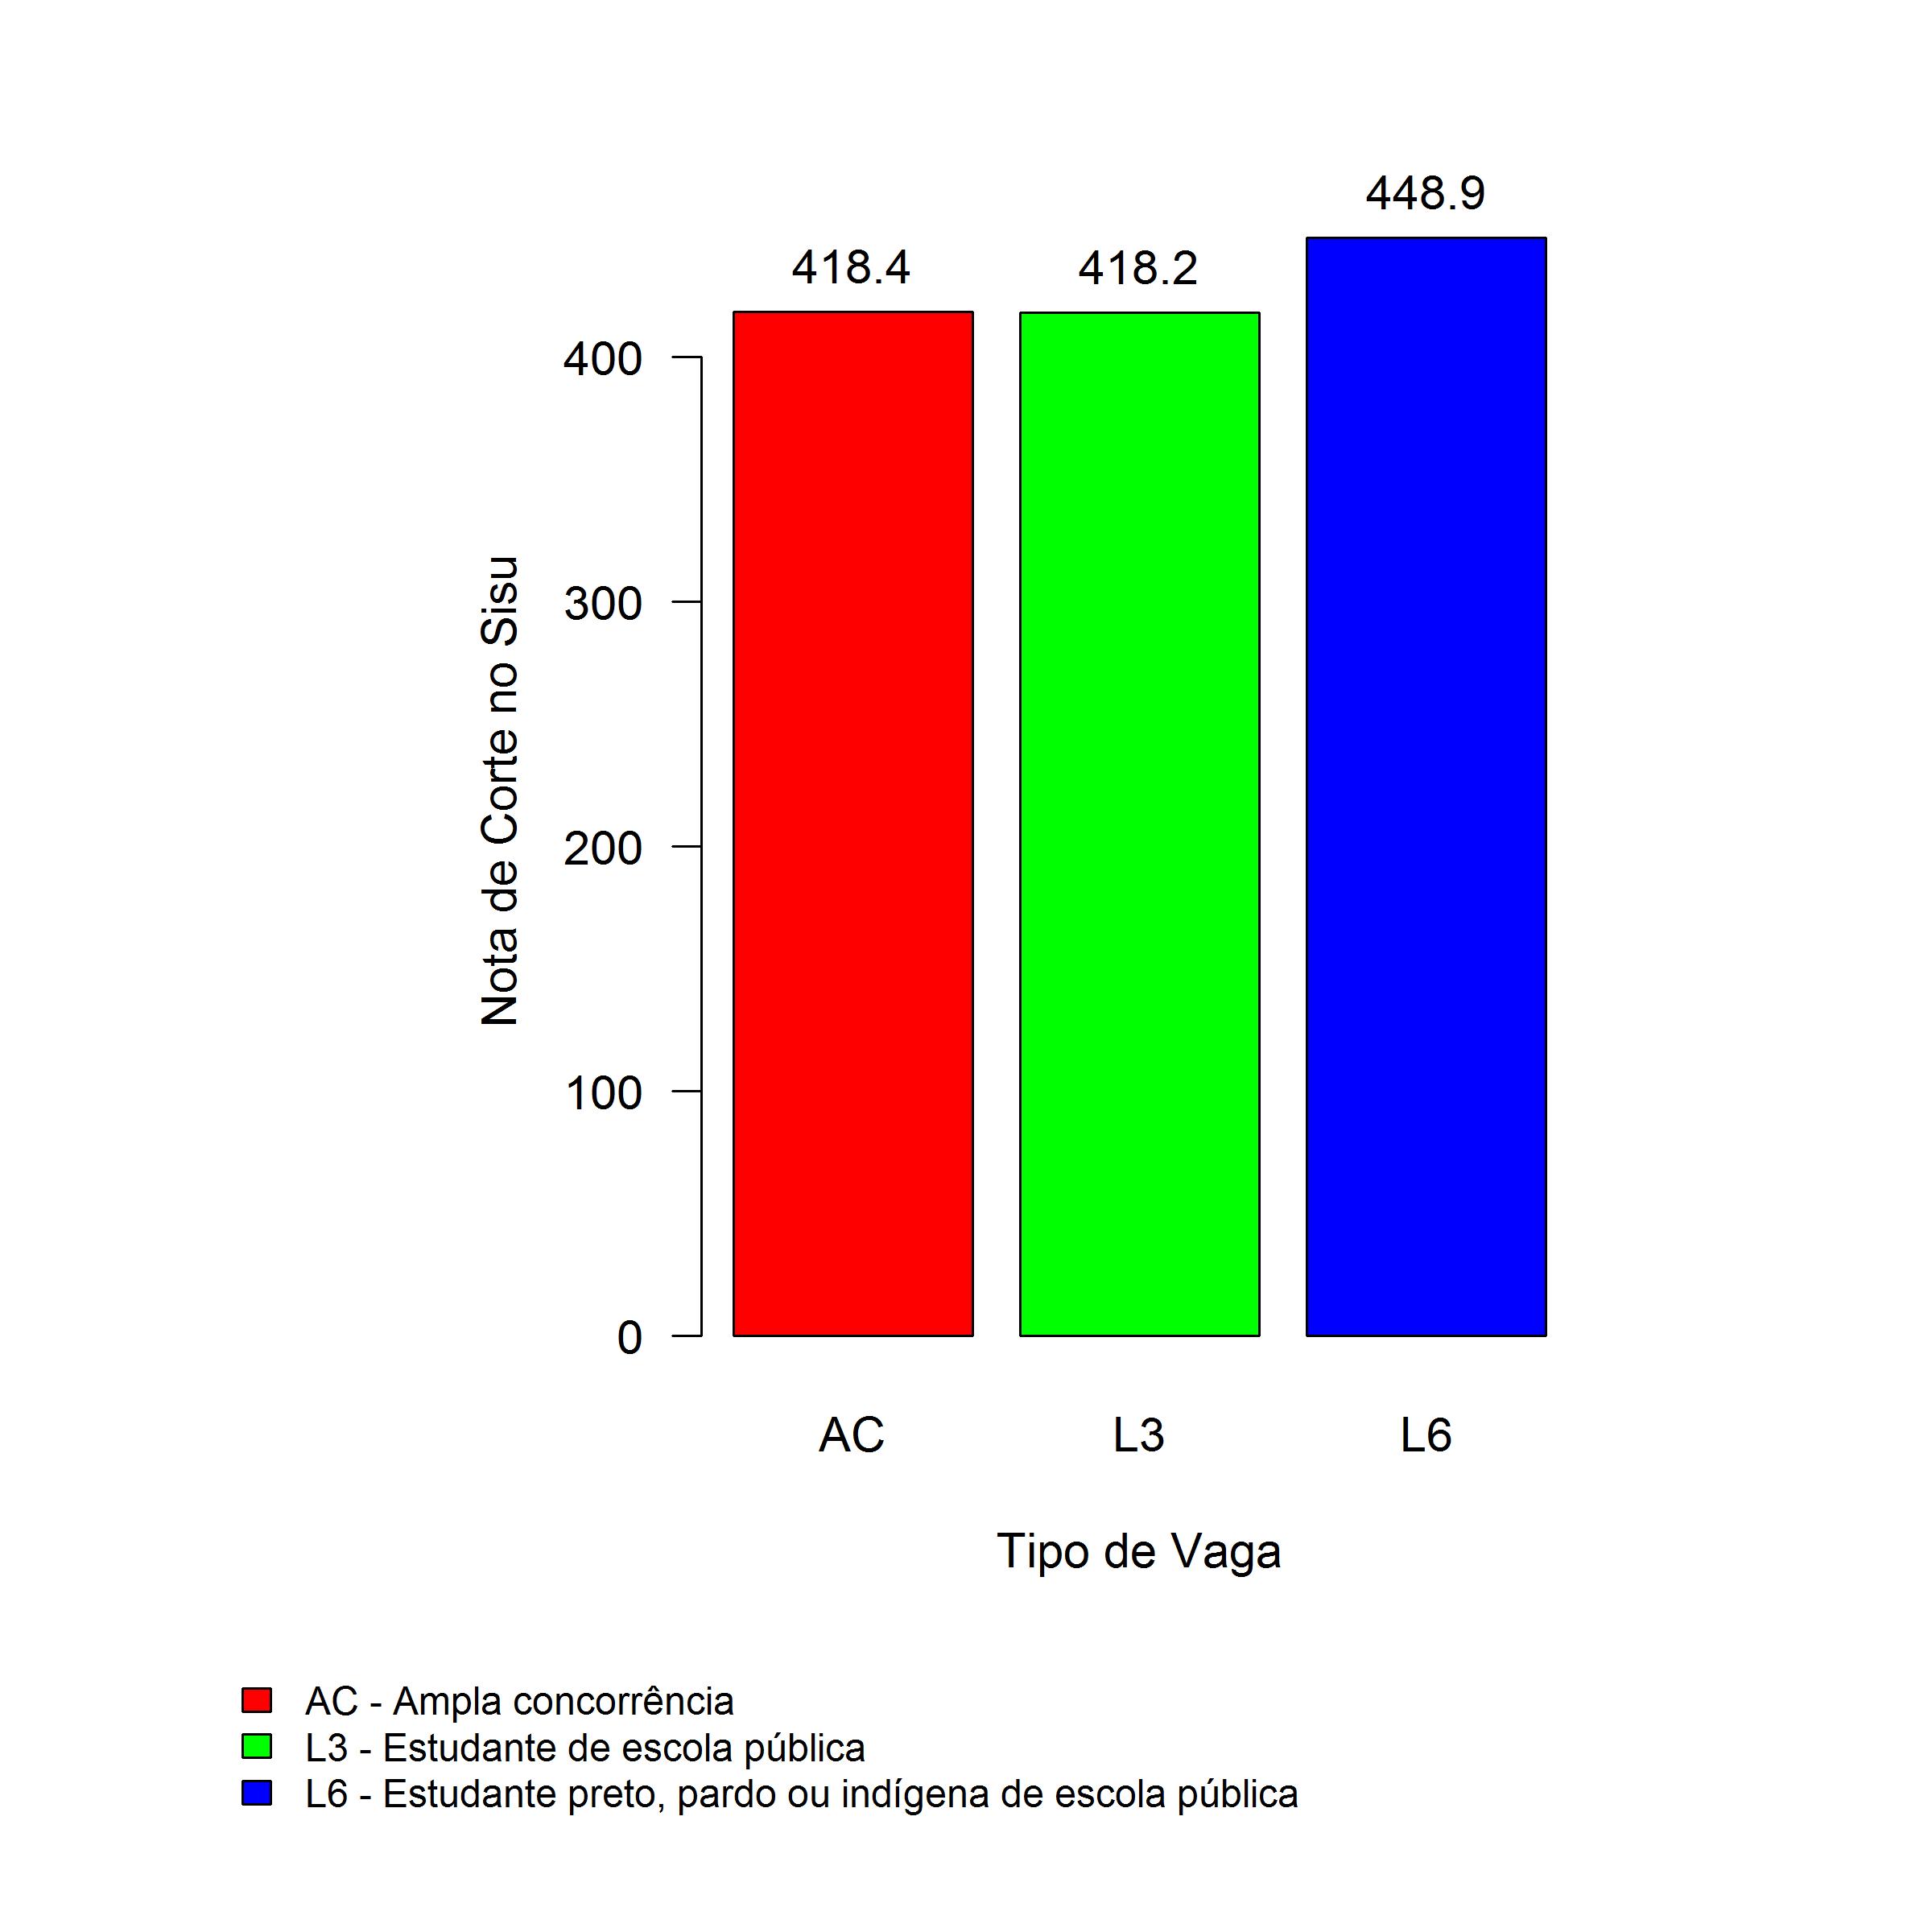 448.9
418.4
418.2
400
300
200
100
0
Nota de Corte no Sisu
AC
L3
L6
Tipo de Vaga
AC - Ampla concorrência
L3 - Estudante de escola pública
L6 - Estudante preto, pardo ou indígena de escola pública